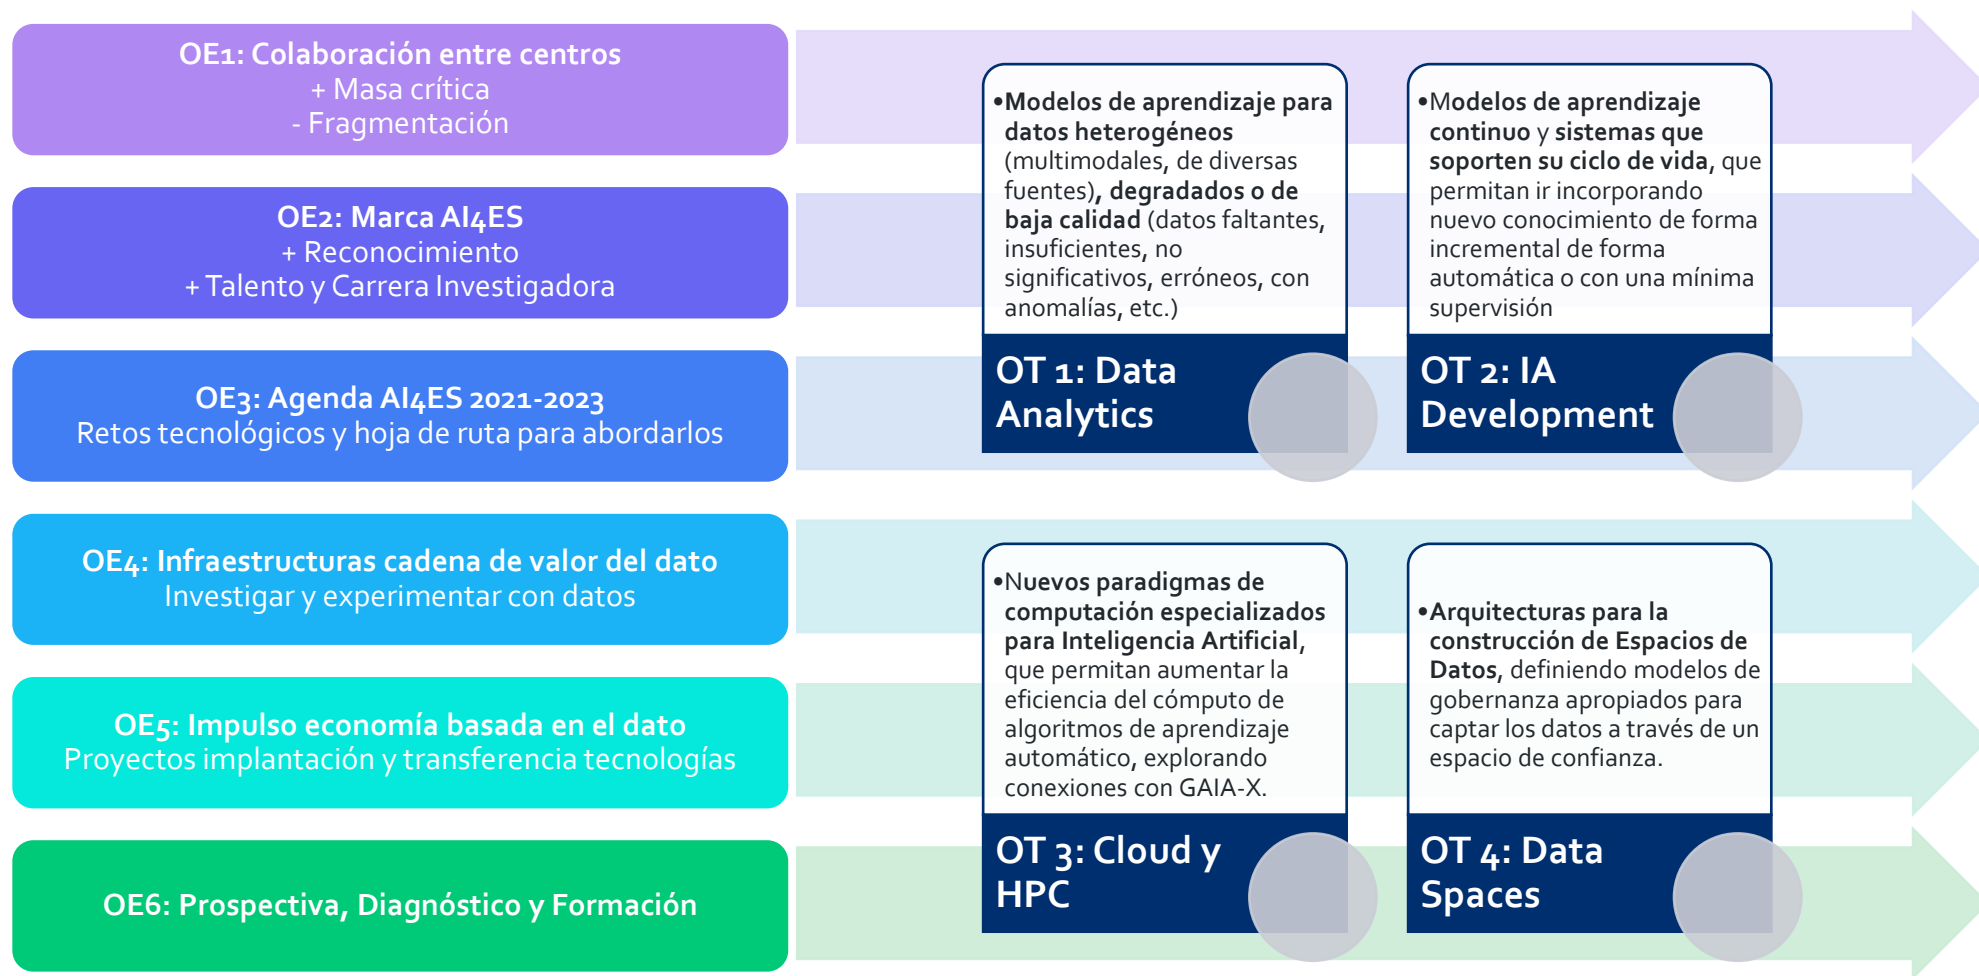 OE1: Colaboración entre centros
+ Masa crítica
- Fragmentación
OE2: Marca AI4ES
+ Reconocimiento
+ Talento y Carrera Investigadora
OE3: Agenda AI4ES 2021-2023
Retos tecnológicos y hoja de ruta para abordarlos
OE4: Infraestructuras cadena de valor del dato
Investigar y experimentar con datos
OE5: Impulso economía basada en el dato
Proyectos implantación y transferencia tecnologías
OE6: Prospectiva, Diagnóstico y Formación
•Modelos de aprendizaje para
datos heterogéneos
(multimodales, de diversas
fuentes), degradados o de
baja calidad (datos faltantes,
insuficientes, no
significativos, erróneos, con
anomalías, etc.)
OT 1: Data
Analytics
•Modelos de aprendizaje
continuo y sistemas que
soporten su ciclo de vida, que
permitan ir incorporando
nuevo conocimiento de forma
incremental de forma
automática o con una mínima
supervisión
OT 2: IA
Development
•Nuevos paradigmas de
computación especializados
para Inteligencia Artificial,
que permitan aumentar la
eficiencia del cómputo de
algoritmos de aprendizaje
automático, explorando
conexiones con GAIA-X.
OT 3: Cloud y
HPC
•Arquitecturas para la
construcción de Espacios de
Datos, definiendo modelos de
gobernanza apropiados para
captar los datos a través de un
espacio de confianza.
OT 4: Data
Spaces